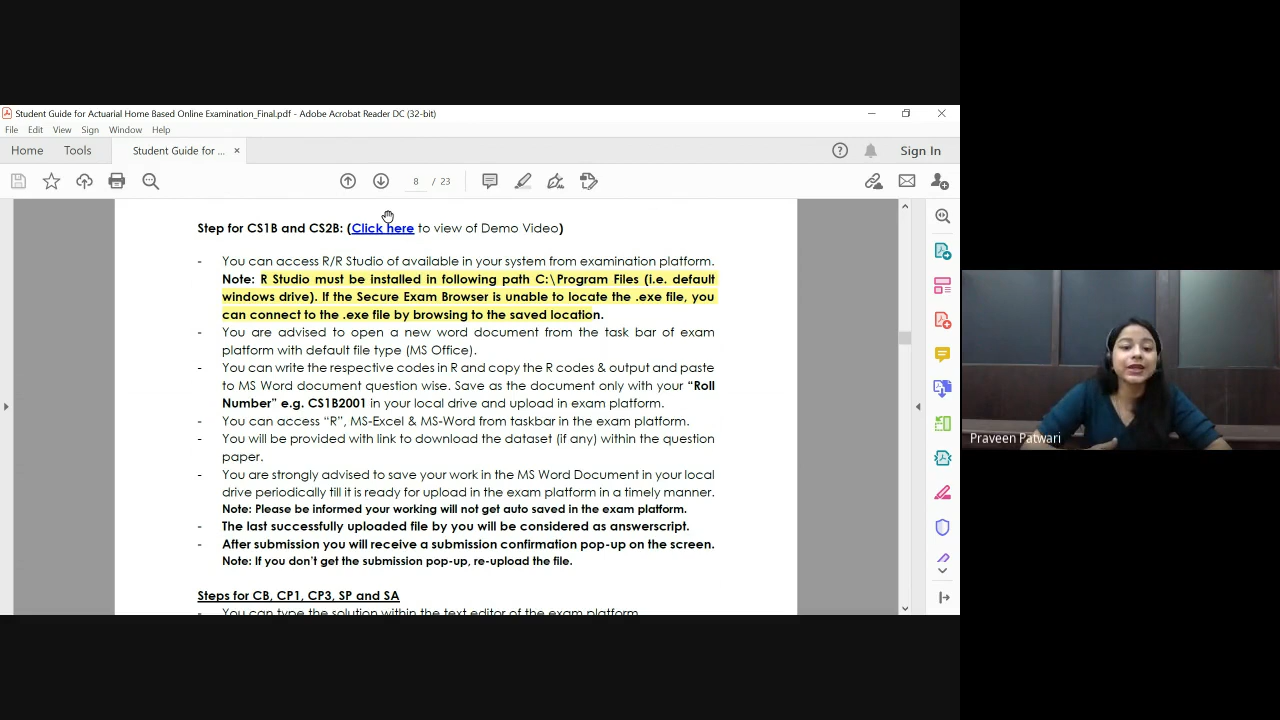 Student Guide for Actuarial Home Based Online Examination_Final.pdf - Adobe Acrobat Reader DC (32-bit)
File Edit View Sign Window Help
Home Tools Student Guide for ... × Sign In
8 / 23
Step for CS1B and CS2B: (Click here to view of Demo Video)
- You can access R/R Studio of available in your system from examination platform.
Note: R Studio must be installed in following path C:\Program Files (i.e. default
windows drive). If the Secure Exam Browser is unable to locate the .exe file, you
can connect to the .exe file by browsing to the saved location.
- You are advised to open a new word document from the task bar of exam
platform with default file type (MS Office).
- You can write the respective codes in R and copy the R codes & output and paste
to MS Word document question wise. Save as the document only with your “Roll
Number” e.g. CS1B2001 in your local drive and upload in exam platform.
- You can access “R”, MS-Excel & MS-Word from taskbar in the exam platform.
- You will be provided with link to download the dataset (if any) within the question
paper.
- You are strongly advised to save your work in the MS Word Document in your local
drive periodically till it is ready for upload in the exam platform in a timely manner.
Note: Please be informed your working will not get auto saved in the exam platform.
- The last successfully uploaded file by you will be considered as answerscript.
- After submission you will receive a submission confirmation pop-up on the screen.
Note: If you don’t get the submission pop-up, re-upload the file.
Steps for CB, CP1, CP3, SP and SA
- You can type the solution within the text editor of the exam platform
Praveen Patwari